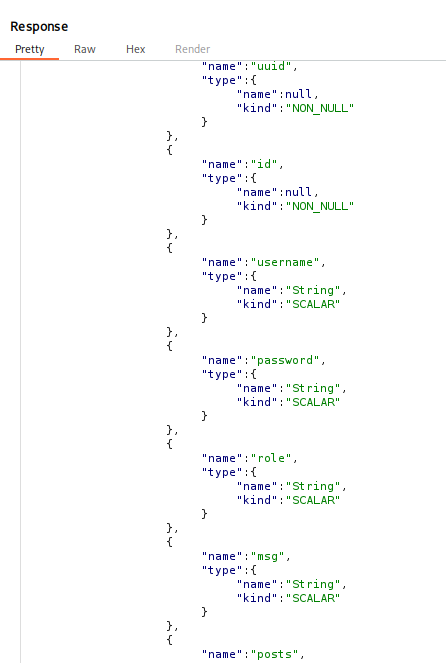 Response
Pretty Raw Hex Render
"name":"uuid",
"type":{
"name":null,
"kind":"NON_NULL"
}
},
{
"name":"id",
"type":{
"name":null,
"kind":"NON_NULL"
}
},
{
"name":"username",
"type":{
"name":"String",
"kind":"SCALAR"
}
},
{
"name":"password",
"type":{
"name":"String",
"kind":"SCALAR"
}
},
{
"name":"role",
"type":{
"name":"String",
"kind":"SCALAR"
}
},
{
"name":"msg",
"type":{
"name":"String",
"kind":"SCALAR"
}
},
{
"name":"posts",